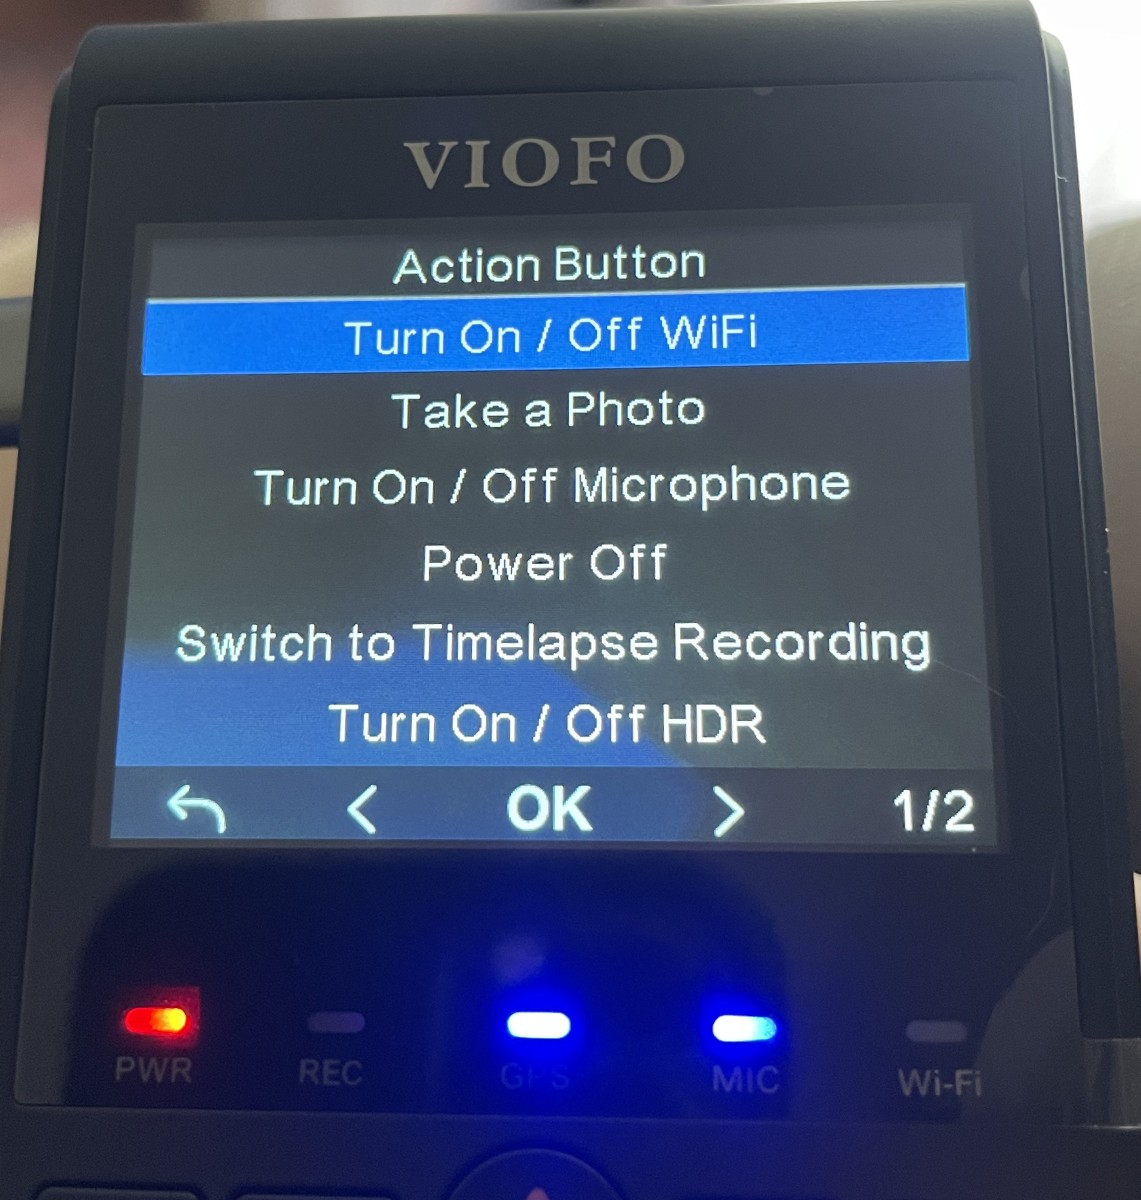 VIOFO
Action Button
Turn On / Off WiFi
Take a Photo
Turn On / Off Microphone
Power Off
Switch to Timelapse Recording
Turn On / Off HDR
OK 1/2
PWR REC GPS MIC Wi-Fi